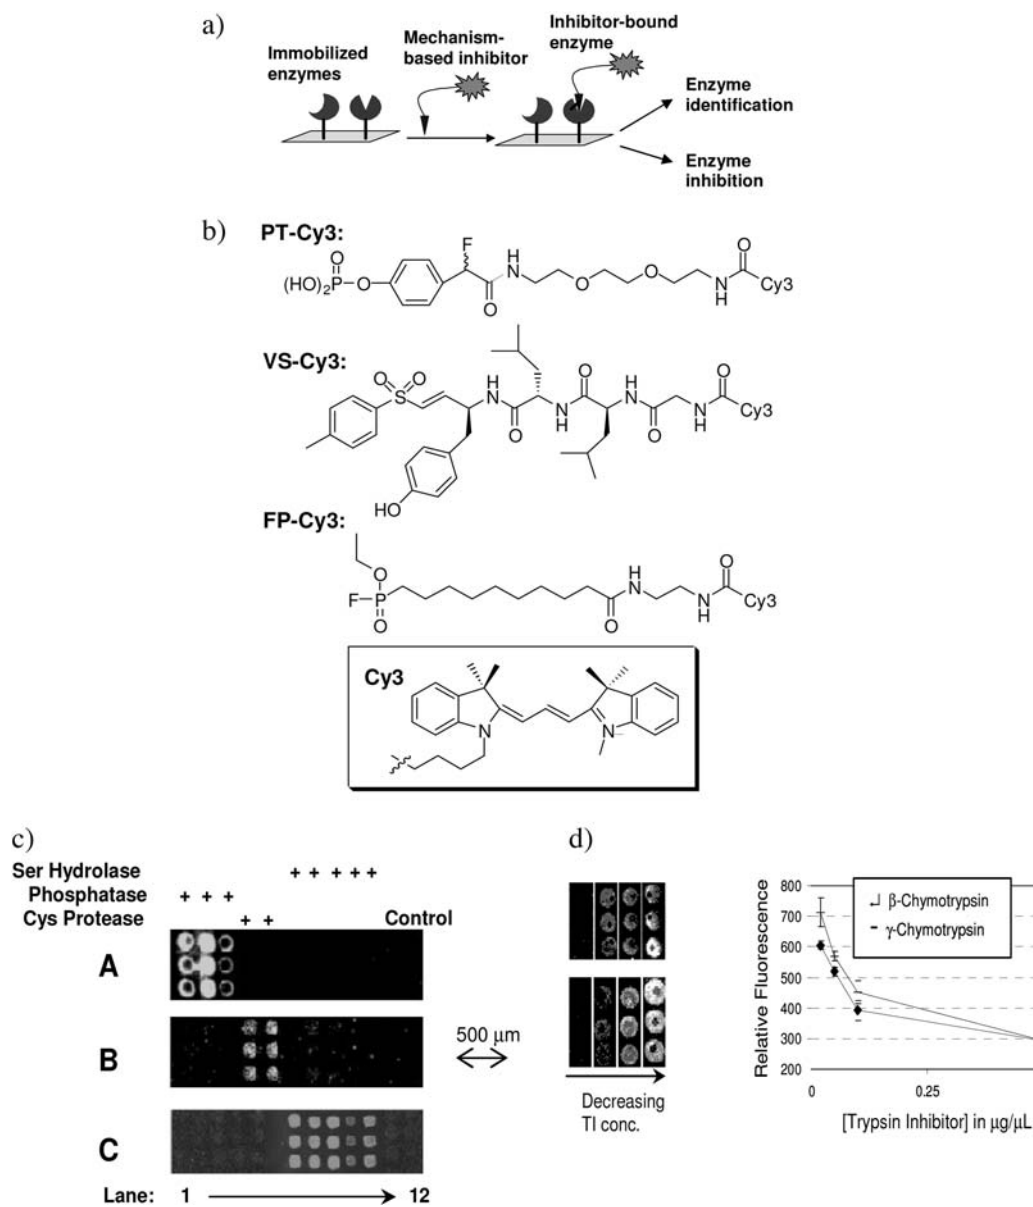 a)
Immobilized
enzymes
Mechanism-
based inhibitor
Inhibitor-bound
enzyme
Enzyme
identification
Enzyme
inhibition
b)
PT-Cy3:
(HO)2P
O
O
F
O
H
N
O
O
N
H
O
Cy3
VS-Cy3:
O
O
S
H
N
O
N
H
O
H
N
O
N
H
O
Cy3
HO
FP-Cy3:
O
F-P
O
O
H
N
N
H
O
Cy3
Cy3
N
N
c)
Ser Hydrolase + + + + +
Phosphatase + + +
Cys Protease + + Control
A
B
C
500 μm
Lane: 1 12
d)
Decreasing
TI conc.
Relative Fluorescence
800
700
600
500
400
300
200
β-Chymotrypsin
γ-Chymotrypsin
0
0.25
[Trypsin Inhibitor] in μg/μL